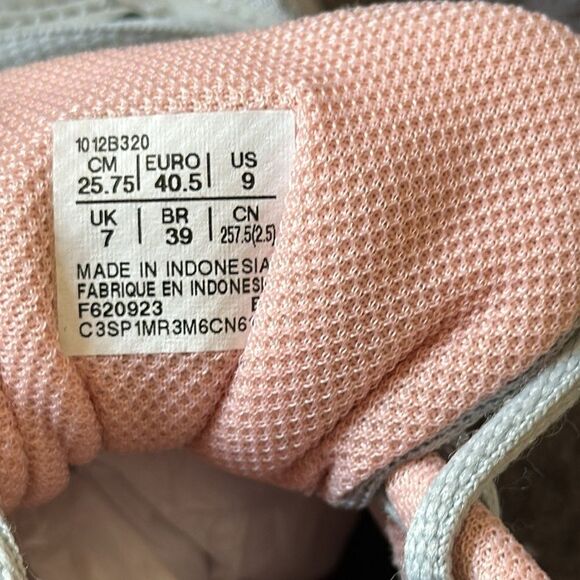 1012B320
CM | EURO | US
25.75 | 40.5 | 9
UK | BR | CN
7 | 39 | 257.5(2.5)
MADE IN INDONESIA
FABRIQUE EN INDONESI
F620923
C3SP1MR3M6CN6